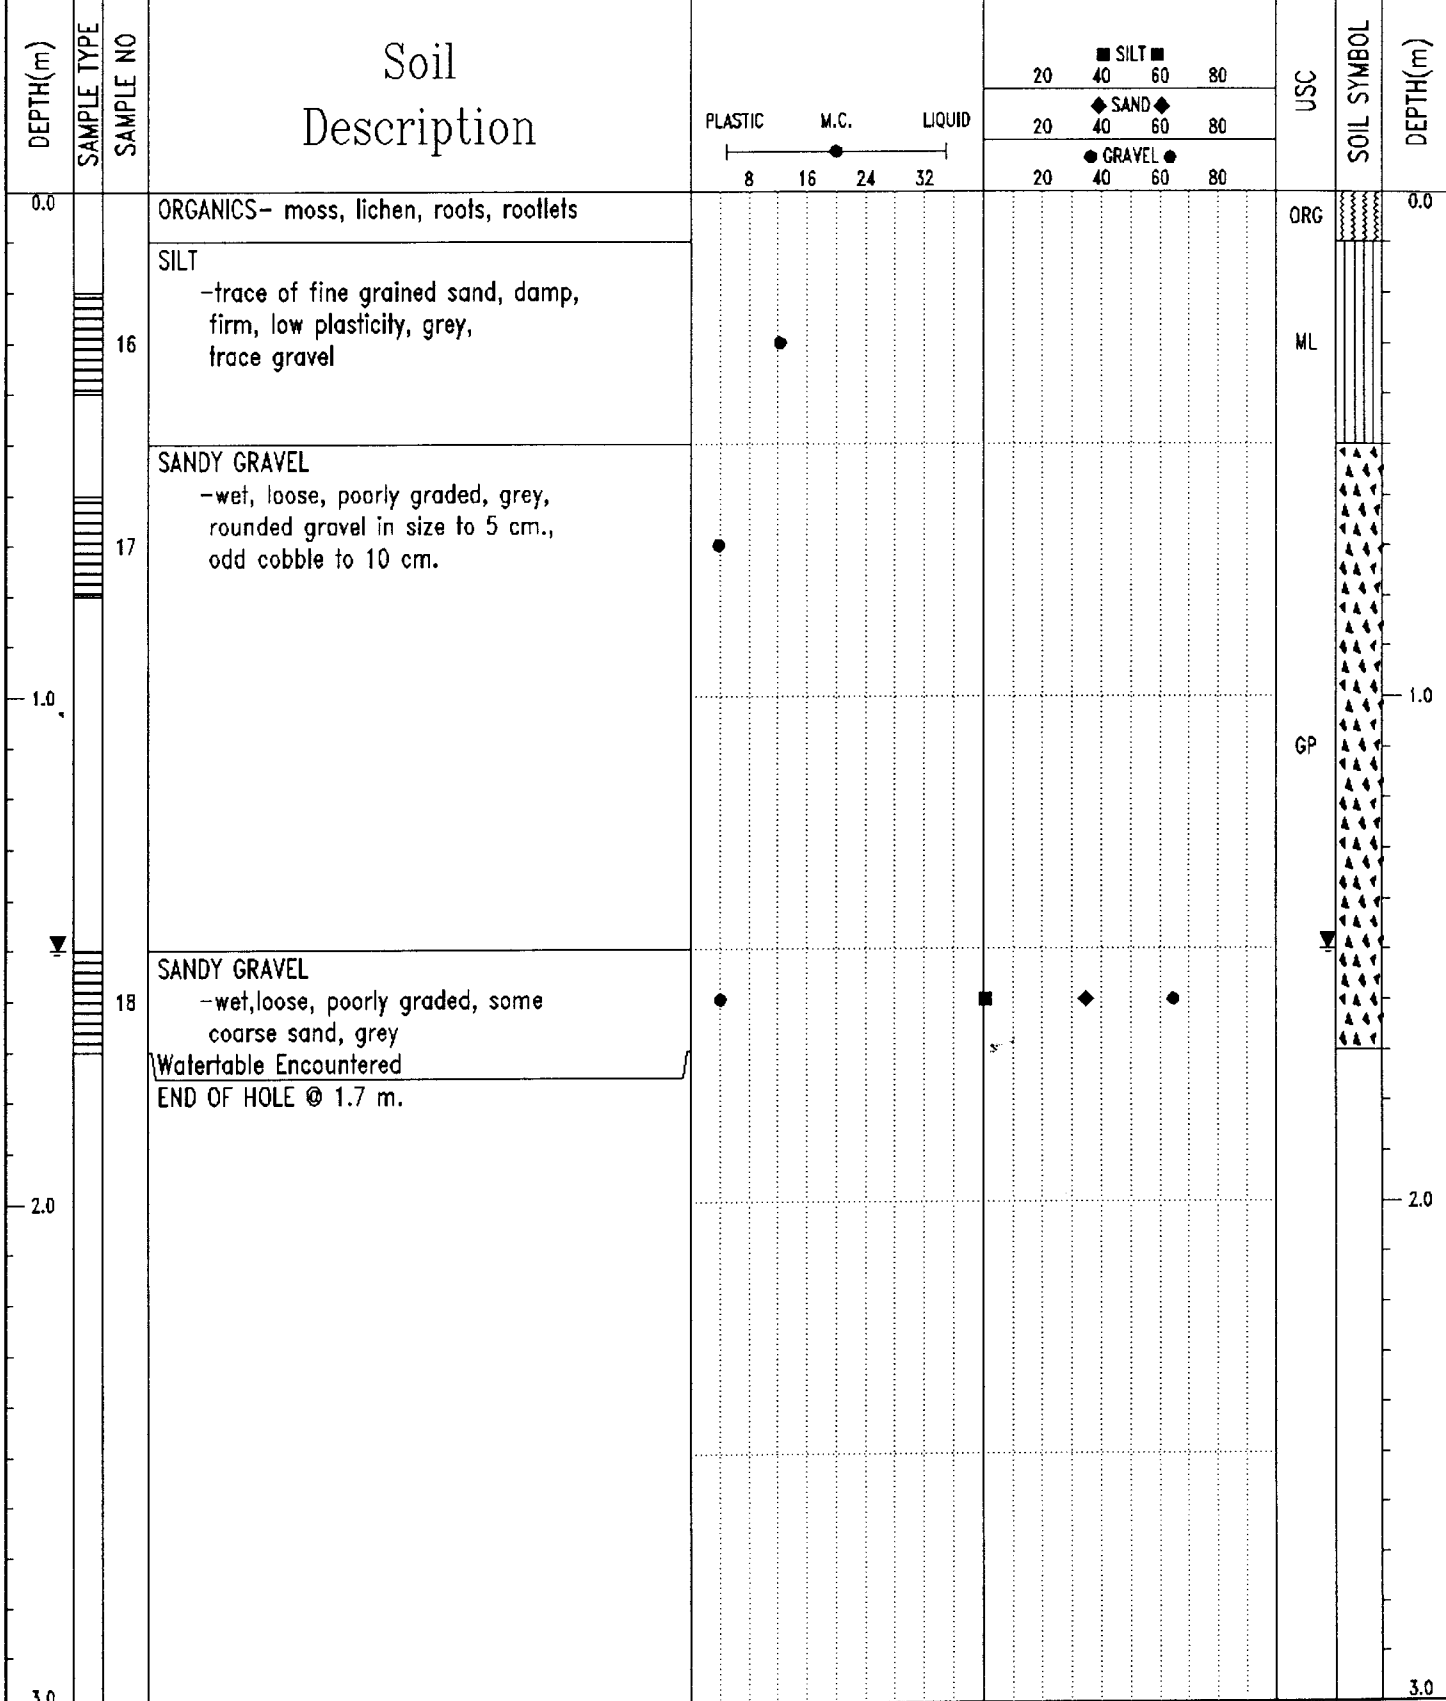 DEPTH(m)
SAMPLE TYPE
SAMPLE NO
Soil
Description
PLASTIC M.C. LIQUID
8 16 24 32
■ SILT ■
20 40 60 80
◆ SAND ◆
20 40 60 80
● GRAVEL ●
20 40 60 80
USC
SOIL SYMBOL
DEPTH(m)
0.0
ORGANICS- moss, lichen, roots, rootlets
ORG
0.0
SILT
-trace of fine grained sand, damp,
firm, low plasticity, grey,
trace gravel
16
ML
SANDY GRAVEL
-wet, loose, poorly graded, grey,
rounded gravel in size to 5 cm.,
odd cobble to 10 cm.
17
1.0
1.0
GP
SANDY GRAVEL
-wet,loose, poorly graded, some
coarse sand, grey
18
Watertable Encountered
END OF HOLE @ 1.7 m.
2.0
2.0
3.0
3.0